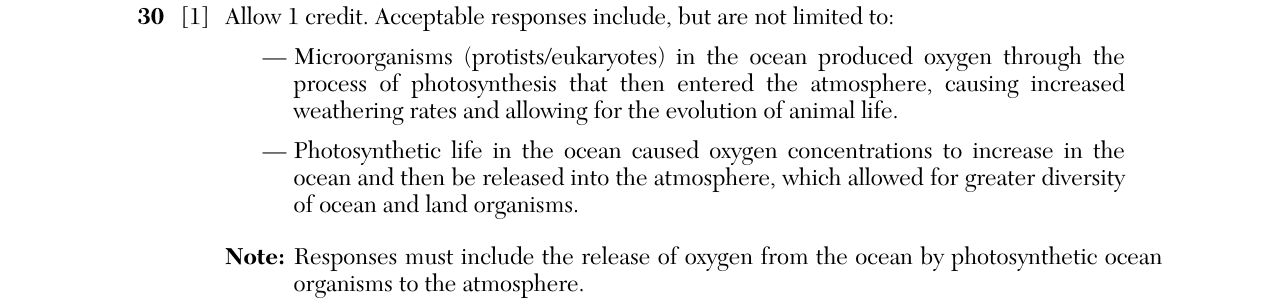 30 [1] Allow 1 credit. Acceptable responses include, but are not limited to:
— Microorganisms (protists/eukaryotes) in the ocean produced oxygen through the
process of photosynthesis that then entered the atmosphere, causing increased
weathering rates and allowing for the evolution of animal life.
— Photosynthetic life in the ocean caused oxygen concentrations to increase in the
ocean and then be released into the atmosphere, which allowed for greater diversity
of ocean and land organisms.
Note: Responses must include the release of oxygen from the ocean by photosynthetic ocean
organisms to the atmosphere.